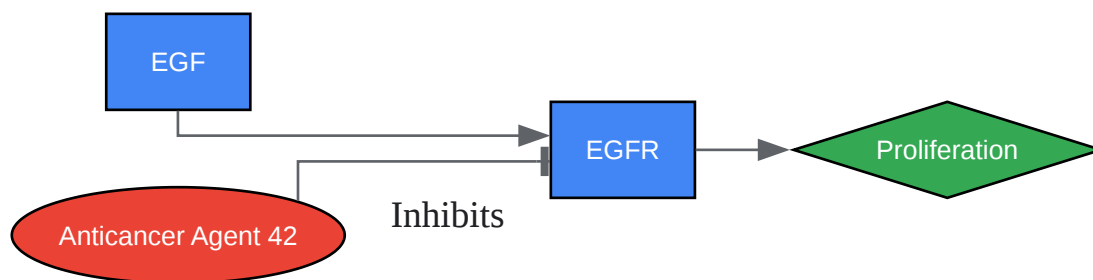 EGF
EGFR
Proliferation
Inhibits
Anticancer Agent 42